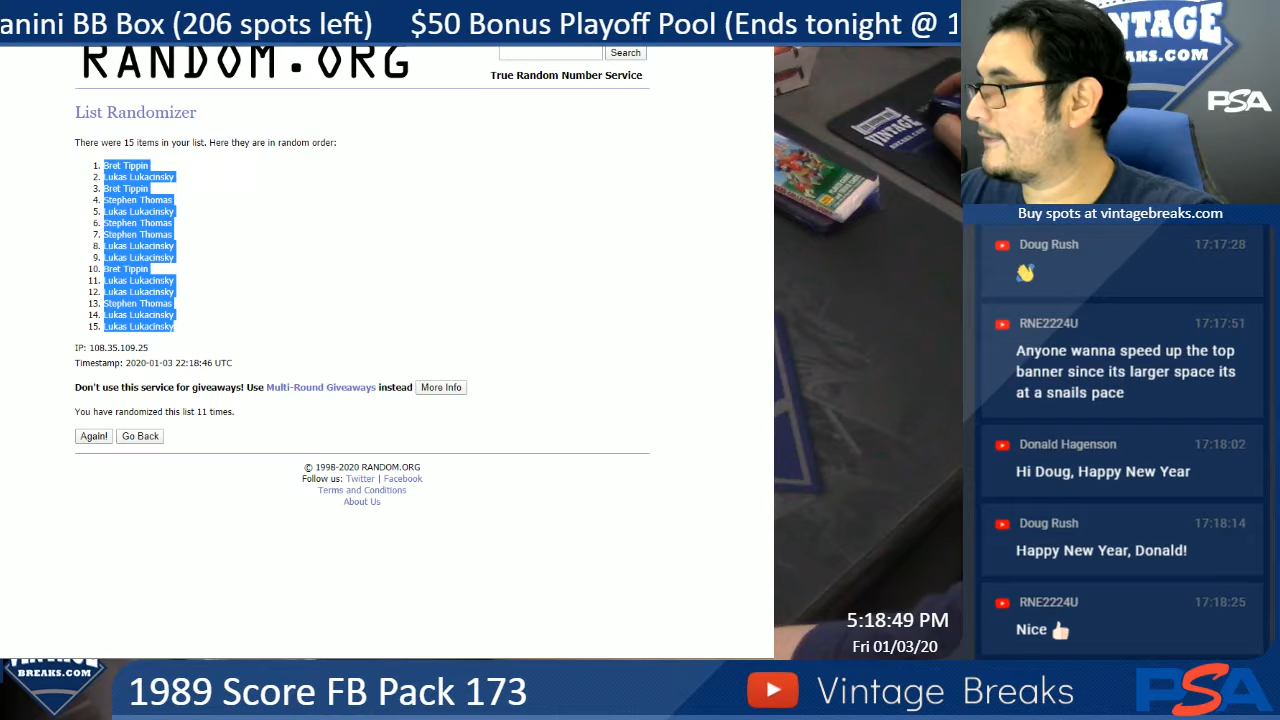 anini BB Box (206 spots left) $50 Bonus Playoff Pool (Ends tonight @ 1
RANDOM.ORG
Search
True Random Number Service
List Randomizer
There were 15 items in your list. Here they are in random order:
1. Bret Tippin
2. Lukas Lukacinsky
3. Bret Tippin
4. Stephen Thomas
5. Lukas Lukacinsky
6. Stephen Thomas
7. Stephen Thomas
8. Lukas Lukacinsky
9. Lukas Lukacinsky
10. Bret Tippin
11. Lukas Lukacinsky
12. Lukas Lukacinsky
13. Stephen Thomas
14. Lukas Lukacinsky
15. Lukas Lukacinsky
IP: 108.35.109.25
Timestamp: 2020-01-03 22:18:46 UTC
Don't use this service for giveaways! Use Multi-Round Giveaways instead More Info
You have randomized this list 11 times.
Again! Go Back
© 1998-2020 RANDOM.ORG
Follow us: Twitter | Facebook
Terms and Conditions
About Us
VINTAGE
VINTAGE
AKS.COM
PSA
Buy spots at vintagebreaks.com
Doug Rush 17:17:28
👋
RNE2224U 17:17:51
Anyone wanna speed up the top
banner since its larger space its
at a snails pace
Donald Hagenson 17:18:02
Hi Doug, Happy New Year
Doug Rush 17:18:14
Happy New Year, Donald!
RNE2224U 17:18:25
Nice 👍🏻
5:18:49 PM
Fri 01/03/20
VINTAGE
BREAKS.COM
1989 Score FB Pack 173
Vintage Breaks
PSA